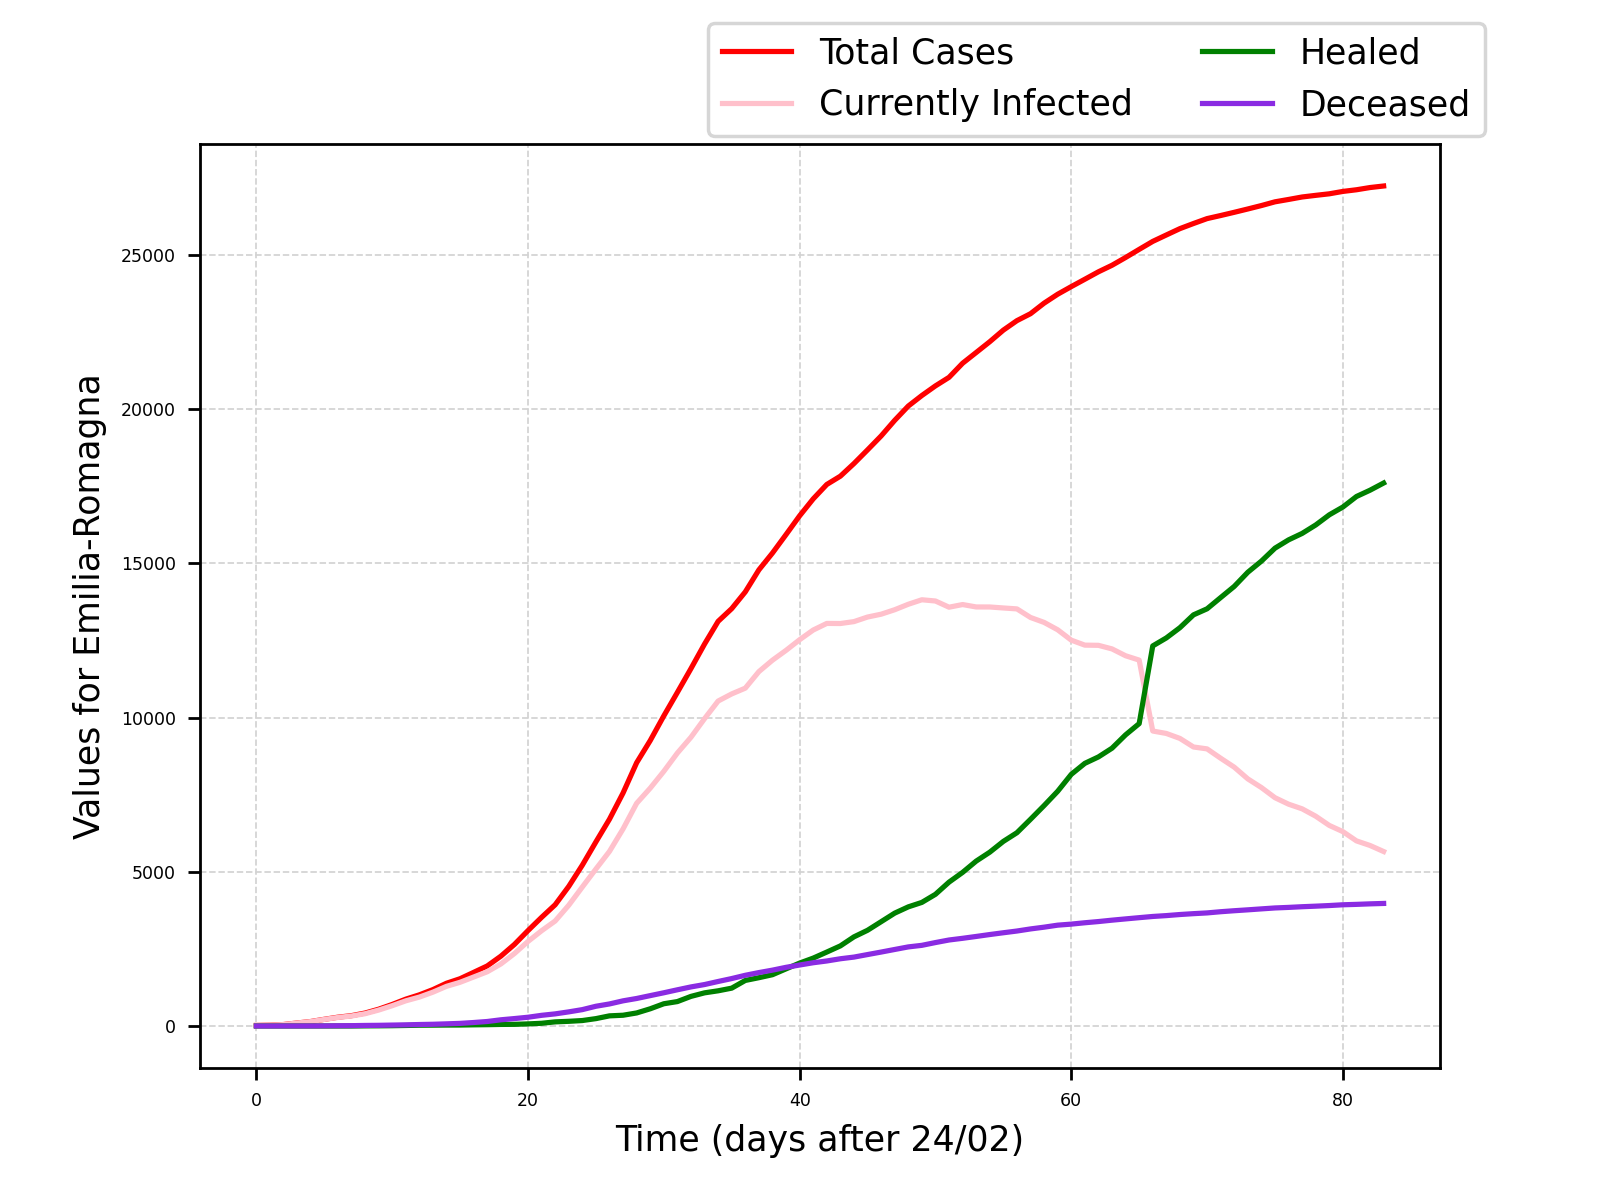 Total Cases
Currently Infected
Healed
Deceased
25000
20000
15000
10000
5000
0
0 20 40 60 80
Values for Emilia-Romagna
Time (days after 24/02)